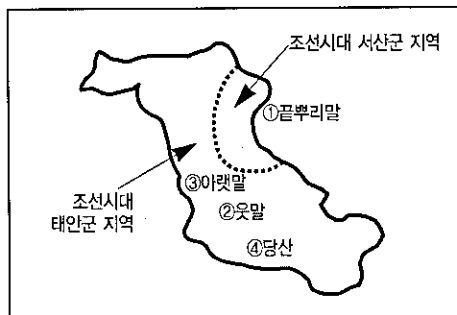 조선시대 서산군 지역
①끝뿌리말
③아랫말
조선시대
태안군 지역
②웃말
④당산